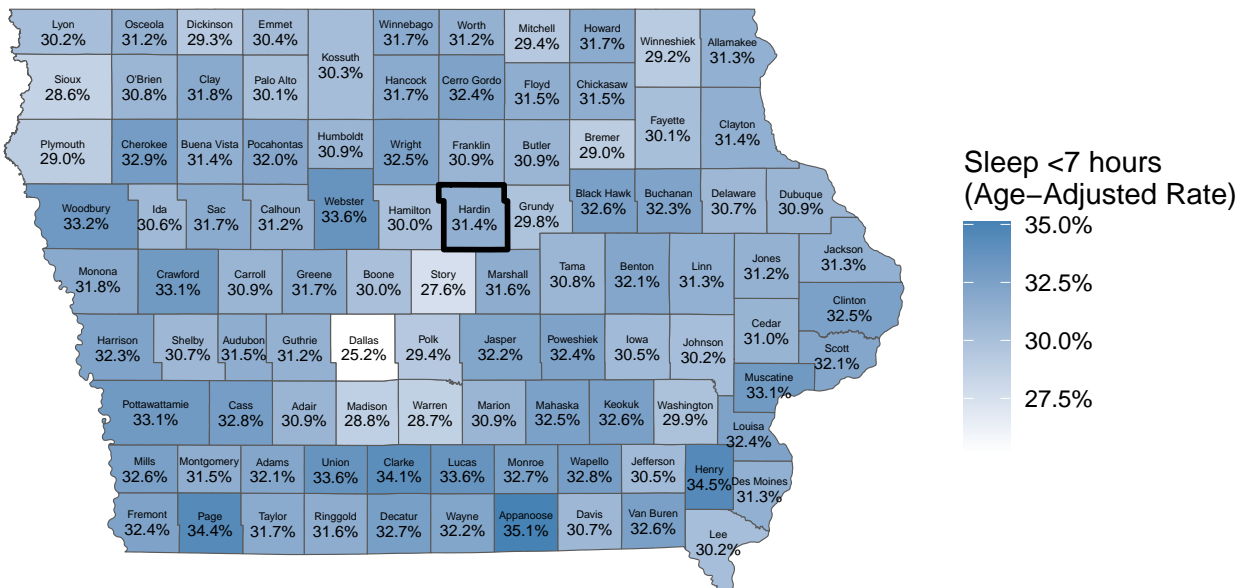 Lyon
30.2%
Osceola
31.2%
Dickinson
29.3%
Emmet
30.4%
Kossuth
30.3%
Winnebago
31.7%
Worth
31.2%
Mitchell
29.4%
Howard
31.7%
Winneshiek
29.2%
Allamakee
31.3%
Sioux
28.6%
O'Brien
30.8%
Clay
31.8%
Palo Alto
30.1%
Hancock
31.7%
Cerro Gordo
32.4%
Floyd
31.5%
Chickasaw
31.5%
Fayette
30.1%
Clayton
31.4%
Plymouth
29.0%
Cherokee
32.9%
Buena Vista
31.4%
Pocahontas
32.0%
Humboldt
30.9%
Wright
32.5%
Franklin
30.9%
Butler
30.9%
Bremer
29.0%
Woodbury
33.2%
Ida
30.6%
Sac
31.7%
Calhoun
31.2%
Webster
33.6%
Hamilton
30.0%
Hardin
31.4%
Grundy
29.8%
Black Hawk
32.6%
Buchanan
32.3%
Delaware
30.7%
Dubuque
30.9%
Monona
31.8%
Crawford
33.1%
Carroll
30.9%
Greene
31.7%
Boone
30.0%
Story
27.6%
Marshall
31.6%
Tama
30.8%
Benton
32.1%
Linn
31.3%
Jones
31.2%
Jackson
31.3%
Clinton
32.5%
Harrison
32.3%
Shelby
30.7%
Audubon
31.5%
Guthrie
31.2%
Dallas
25.2%
Polk
29.4%
Jasper
32.2%
Poweshiek
32.4%
Iowa
30.5%
Johnson
30.2%
Cedar
31.0%
Scott
32.1%
Muscatine
33.1%
Pottawattamie
33.1%
Cass
32.8%
Adair
30.9%
Madison
28.8%
Warren
28.7%
Marion
30.9%
Mahaska
32.5%
Keokuk
32.6%
Washington
29.9%
Louisa
32.4%
Mills
32.6%
Montgomery
31.5%
Adams
32.1%
Union
33.6%
Clarke
34.1%
Lucas
33.6%
Monroe
32.7%
Wapello
32.8%
Jefferson
30.5%
Henry
34.5%
Des Moines
31.3%
Fremont
32.4%
Page
34.4%
Taylor
31.7%
Ringgold
31.6%
Decatur
32.7%
Wayne
32.2%
Appanoose
35.1%
Davis
30.7%
Van Buren
32.6%
Lee
30.2%
Sleep <7 hours
(Age−Adjusted Rate)
35.0%
32.5%
30.0%
27.5%